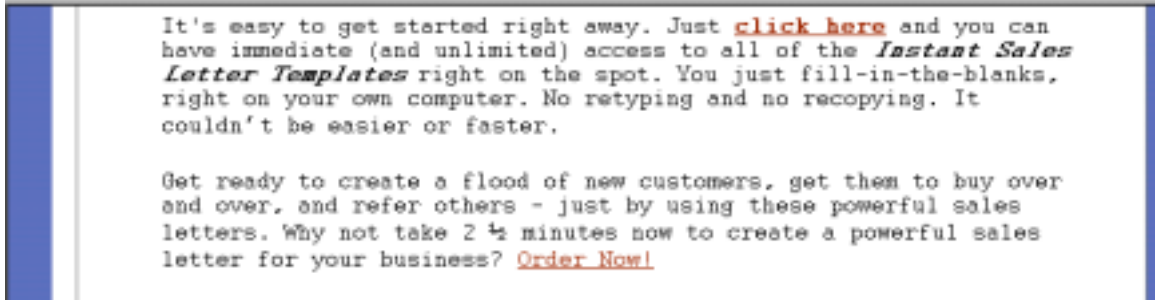 It's easy to get started right away. Just click here and you can
have immediate (and unlimited) access to all of the Instant Sales
Letter Templates right on the spot. You just fill-in-the-blanks,
right on your own computer. No retyping and no recopying. It
couldn't be easier or faster.
Get ready to create a flood of new customers, get them to buy over
and over, and refer others - just by using these powerful sales
letters. Why not take 2 ½ minutes now to create a powerful sales
letter for your business? Order Now!